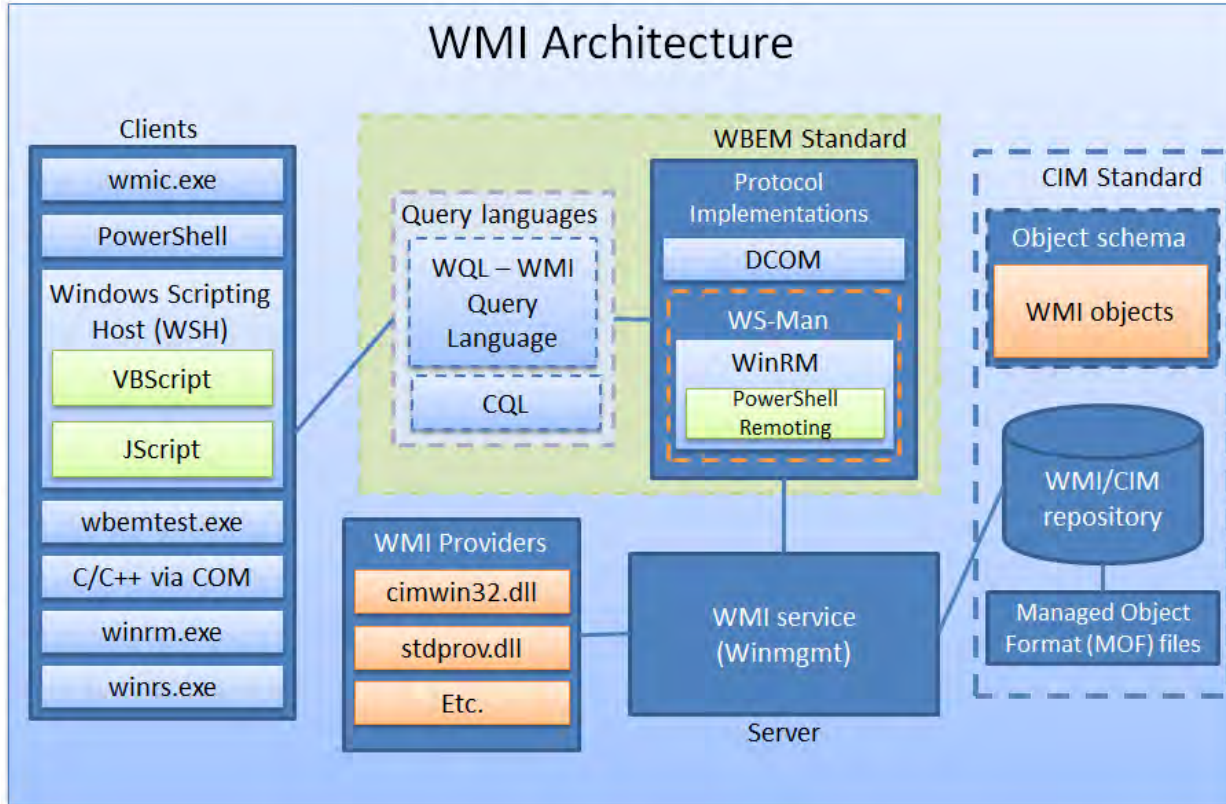 WMI Architecture
Clients
wmic.exe
PowerShell
Windows Scripting
Host (WSH)
VBScript
JScript
wbemtest.exe
C/C++ via COM
winrm.exe
winrs.exe
WBEM Standard
Query languages
WQL – WMI
Query
Language
CQL
Protocol
Implementations
DCOM
WS-Man
WinRM
PowerShell
Remoting
WMI Providers
cimwin32.dll
stdprov.dll
Etc.
WMI service
(Winmgmt)
Server
CIM Standard
Object schema
WMI objects
WMI/CIM
repository
Managed Object
Format (MOF) files